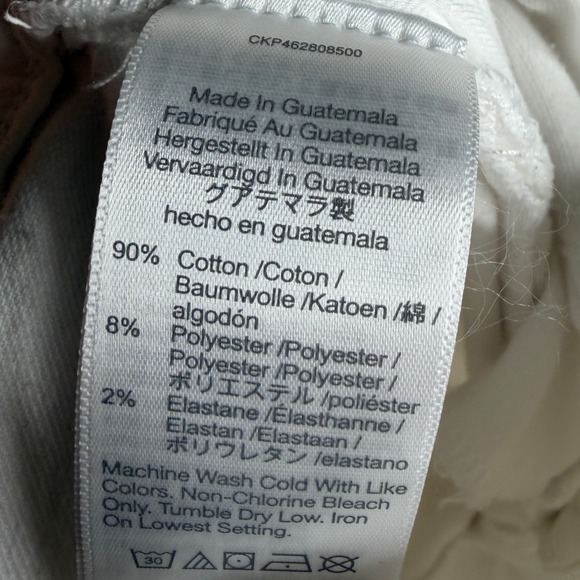 CKP462808500
Made In Guatemala
Fabriqué Au Guatemala
Hergestellt In Guatemala
Vervaardigd In Guatemala
グアテマラ製
hecho en guatemala
90% Cotton /Coton /
Baumwolle /Katoen /綿 /
algodón
8% Polyester /Polyester /
Polyester /Polyester /
ポリエステル /poliéster
2% Elastane /Elasthanne /
Elastan /Elastaan /
ポリウレタン /elastano
Machine Wash Cold With Like
Colors. Non-Chlorine Bleach
Only. Tumble Dry Low. Iron
On Lowest Setting.
30